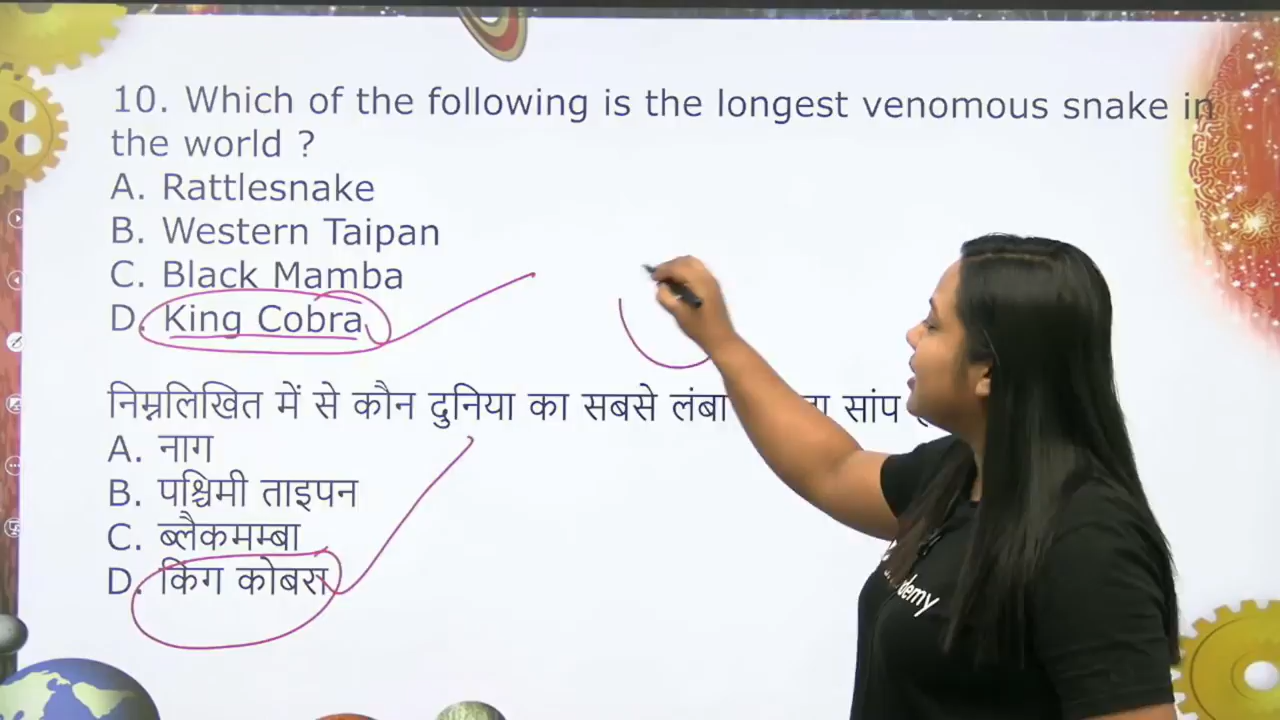 10. Which of the following is the longest venomous snake in
the world ?
A. Rattlesnake
B. Western Taipan
C. Black Mamba
D. King Cobra
निम्नलिखित में से कौन दुनिया का सबसे लंबा सांप
A. नाग
B. पश्चिमी ताइपन
C. ब्लैकमम्बा
D. किंग कोबरा